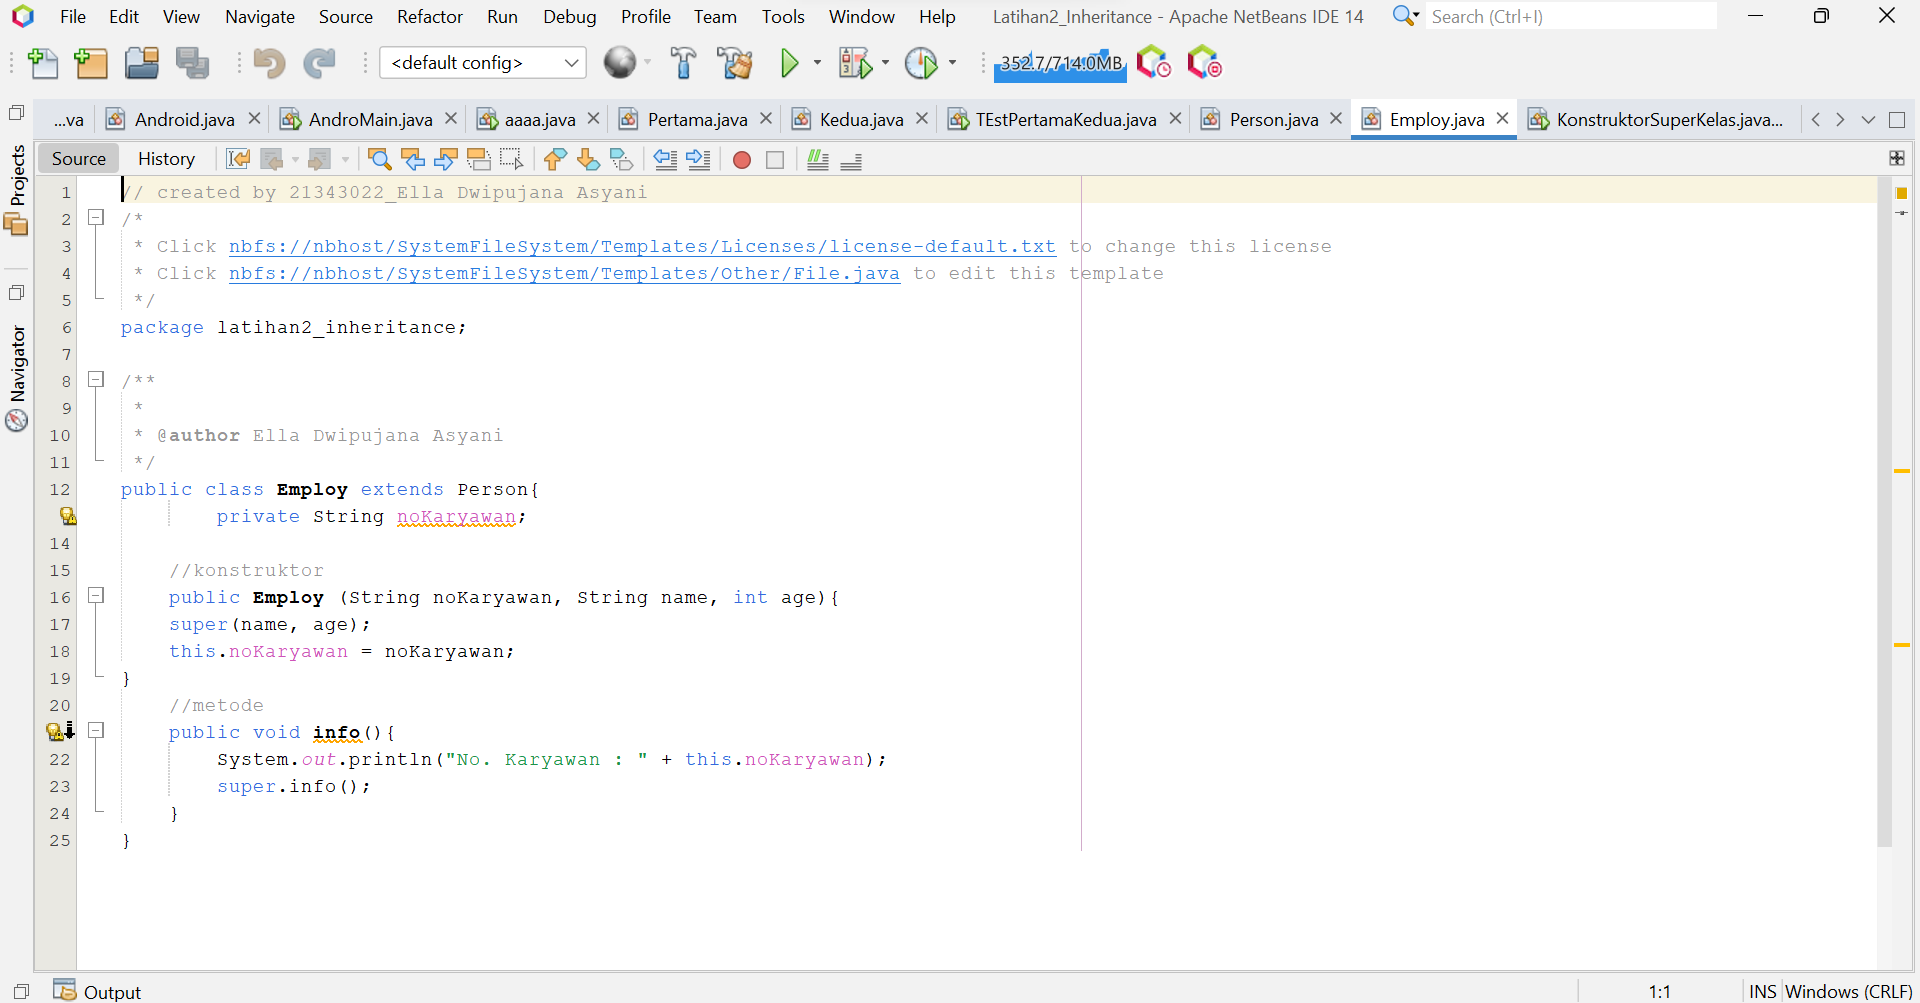 File Edit View Navigate Source Refactor Run Debug Profile Team Tools Window Help Latihan2_Inheritance - Apache NetBeans IDE 14 Search (Ctrl+I)
<default config> 352.7/714.0MB
...va Android.java AndroMain.java aaaa.java Pertama.java Kedua.java TEstPertamaKedua.java Person.java Employ.java KonstruktorSuperKelas.java...
Source History
Projects
Navigator
1 // created by 21343022_Ella Dwipujana Asyani
2 /*
3 * Click nbfs://nbhost/SystemFileSystem/Templates/Licenses/license-default.txt to change this license
4 * Click nbfs://nbhost/SystemFileSystem/Templates/Other/File.java to edit this template
5 */
6 package latihan2_inheritance;
7
8 /**
9 *
10 * @author Ella Dwipujana Asyani
11 */
12 public class Employ extends Person{
private String noKaryawan;
14
15 //konstruktor
16 public Employ (String noKaryawan, String name, int age){
17 super(name, age);
18 this.noKaryawan = noKaryawan;
19 }
20 //metode
public void info(){
22 System.out.println("No. Karyawan : " + this.noKaryawan);
23 super.info();
24 }
25 }
Output 1:1 INS Windows (CRLF)